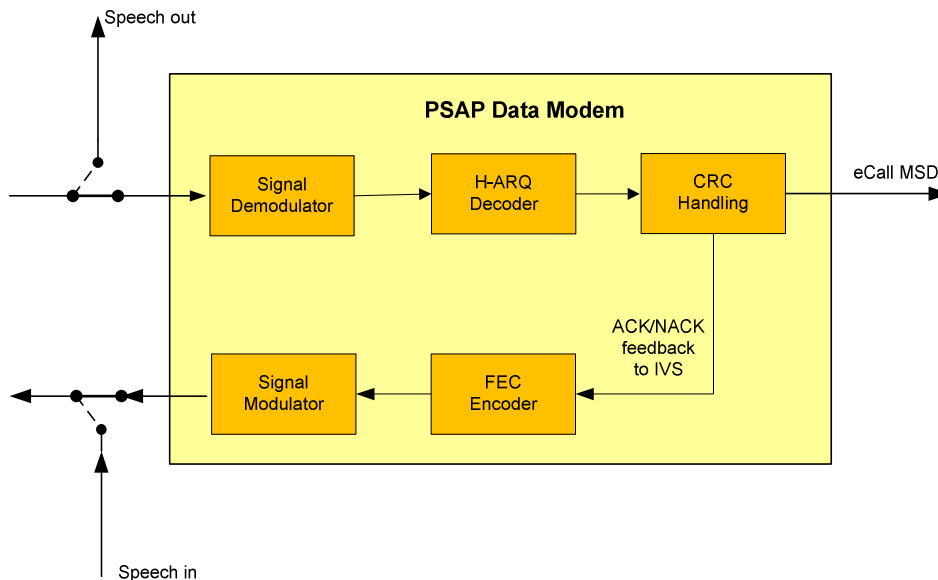 Speech out
PSAP Data Modem
Signal
Demodulator
H-ARQ
Decoder
CRC
Handling
eCall MSD
ACK/NACK
feedback
to IVS
Signal
Modulator
FEC
Encoder
Speech in